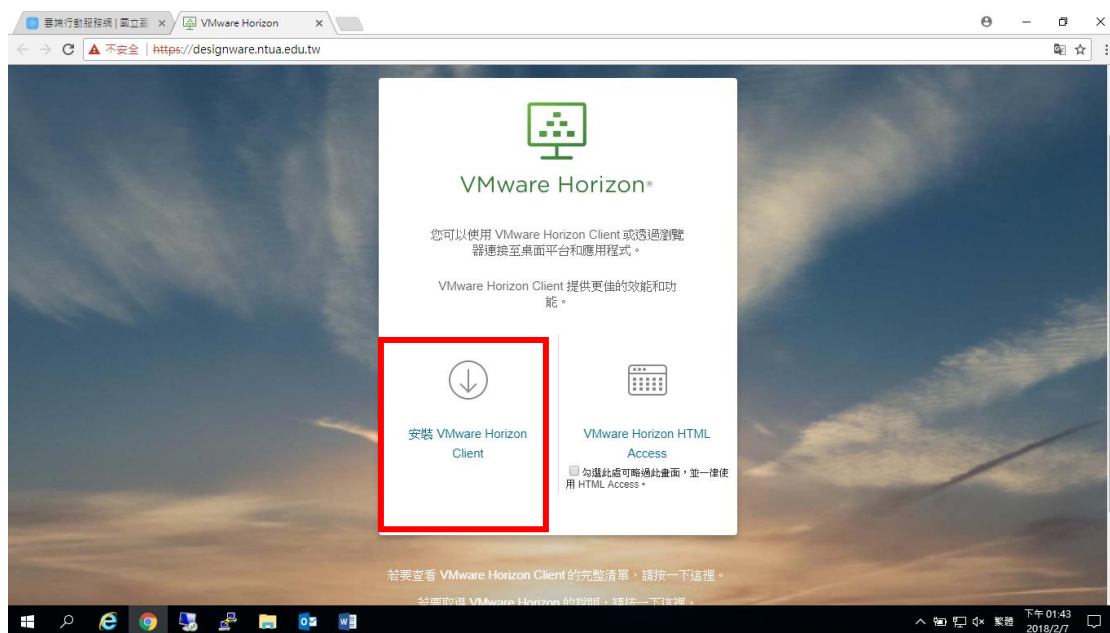 雲端行動服務網 | 國立臺
VMware Horizon
不安全 | https://designware.ntua.edu.tw
VMware Horizon®
您可以使用 VMware Horizon Client 或透過瀏覽
器連接至桌面平台和應用程式。
VMware Horizon Client 提供更佳的效能和功
能。
安裝 VMware Horizon
Client
VMware Horizon HTML
Access
勾選此處可略過此畫面，並一律使
用 HTML Access。
若要查看 VMware Horizon Client 的完整清單，請按一下這裡。
若要取得 VMware Horizon 的說明，請按一下這裡。
繁體
下午 01:43
2018/2/7